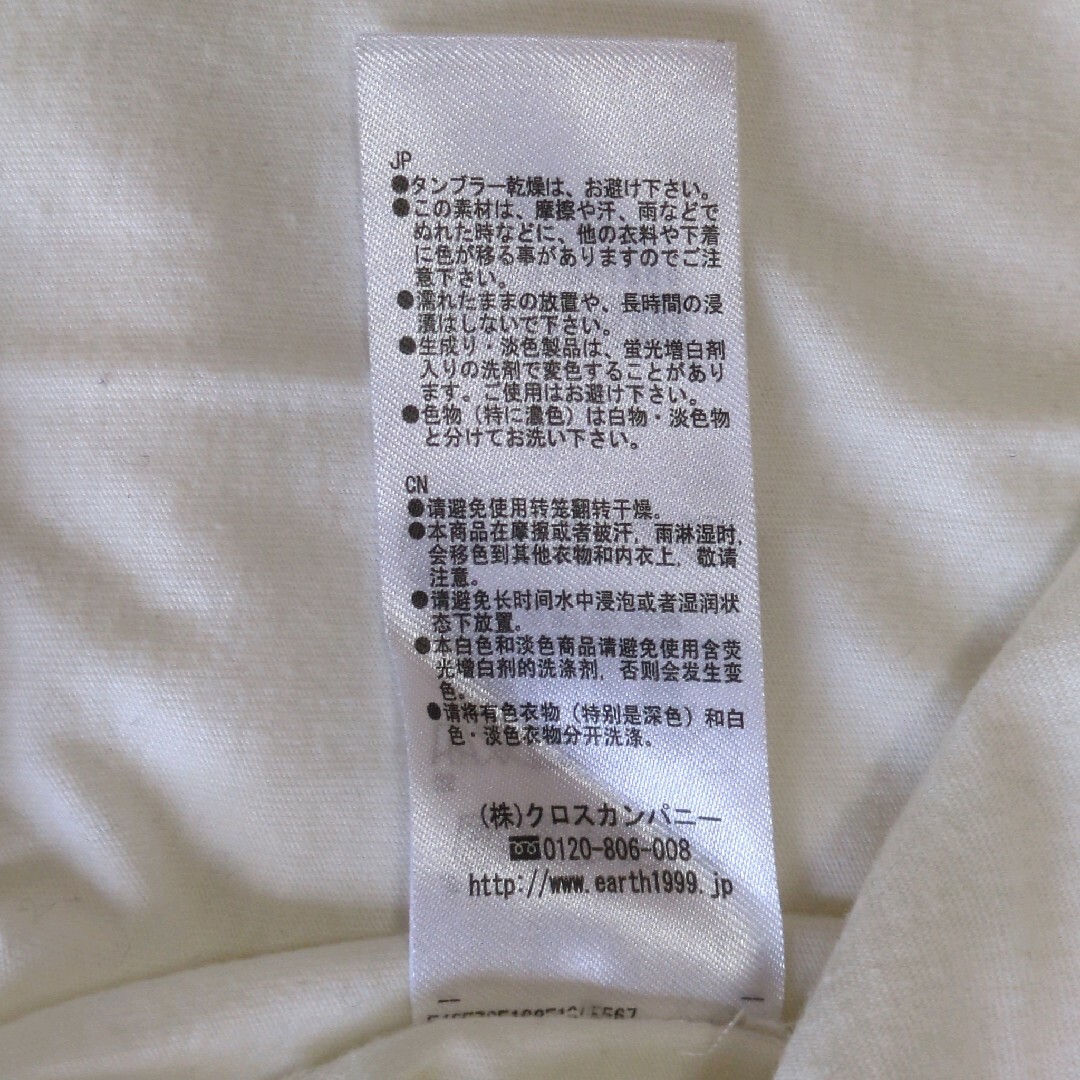 JP
●タンブラー乾燥は、お避け下さい。
●この素材は、摩擦や汗、雨などで
ぬれた時などに、他の衣料や下着
に色が移る事がありますのでご注
意下さい。
●濡れたままの放置や、長時間の浸
漬はしないで下さい。
●生成り・淡色製品は、蛍光増白剤
入りの洗剤で変色することがあり
ます。ご使用はお避け下さい。
●色物（特に濃色）は白物・淡色物
と分けてお洗い下さい。
CN
●请避免使用转笼翻转干燥。
●本商品在摩擦或者被汗，雨淋湿时，
会移色到其他衣物和内衣上，敬请
注意。
●请避免长时间水中浸泡或者湿润状
态下放置。
●本白色和淡色商品请避免使用含荧
光增白剂的洗涤剂，否则会发生变
色。
●请将有色衣物（特别是深色）和白
色・淡色衣物分开洗涤。
(株)クロスカンパニー
0120-806-008
http://www.earth1999.jp